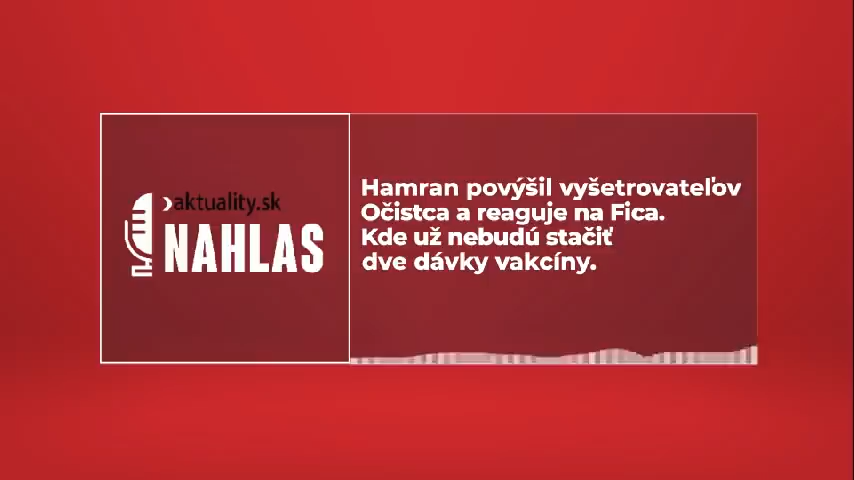 aktuality.sk
NAHLAS
Hamran povýšil vyšetrovateľov
Očistca a reaguje na Fica.
Kde už nebudú stačiť
dve dávky vakcíny.